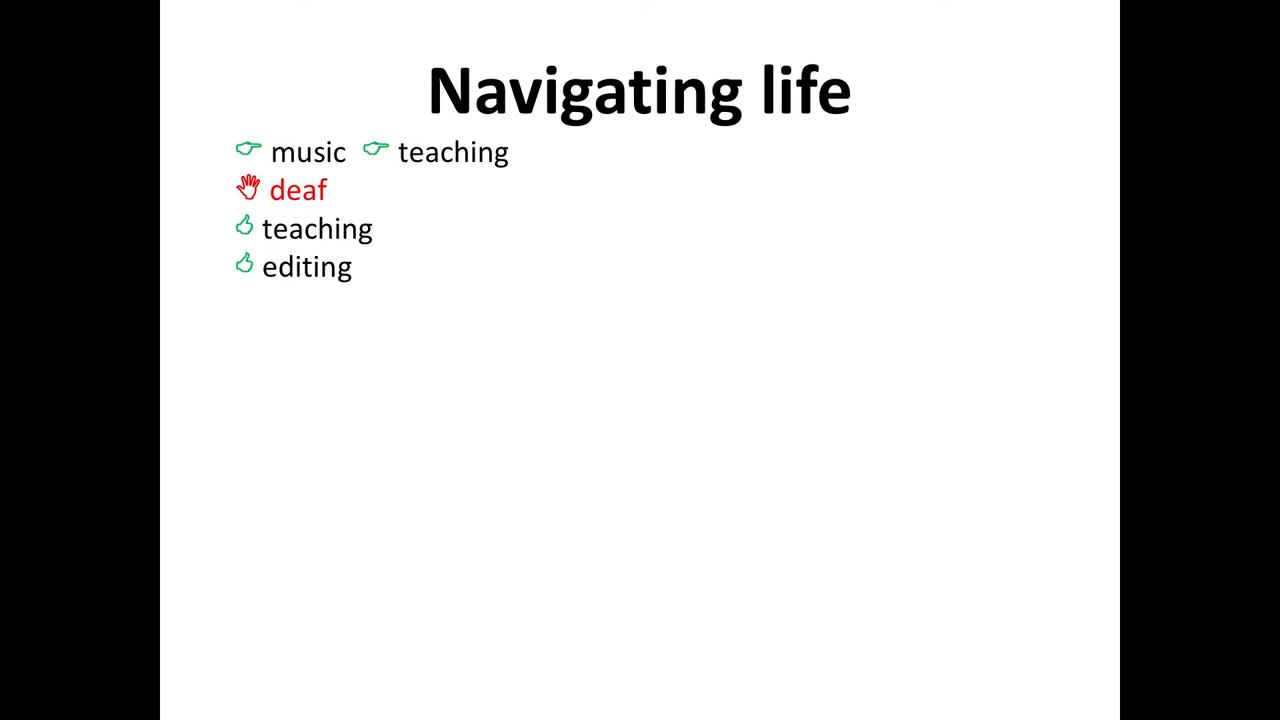 Navigating life
music teaching
deaf
teaching
editing